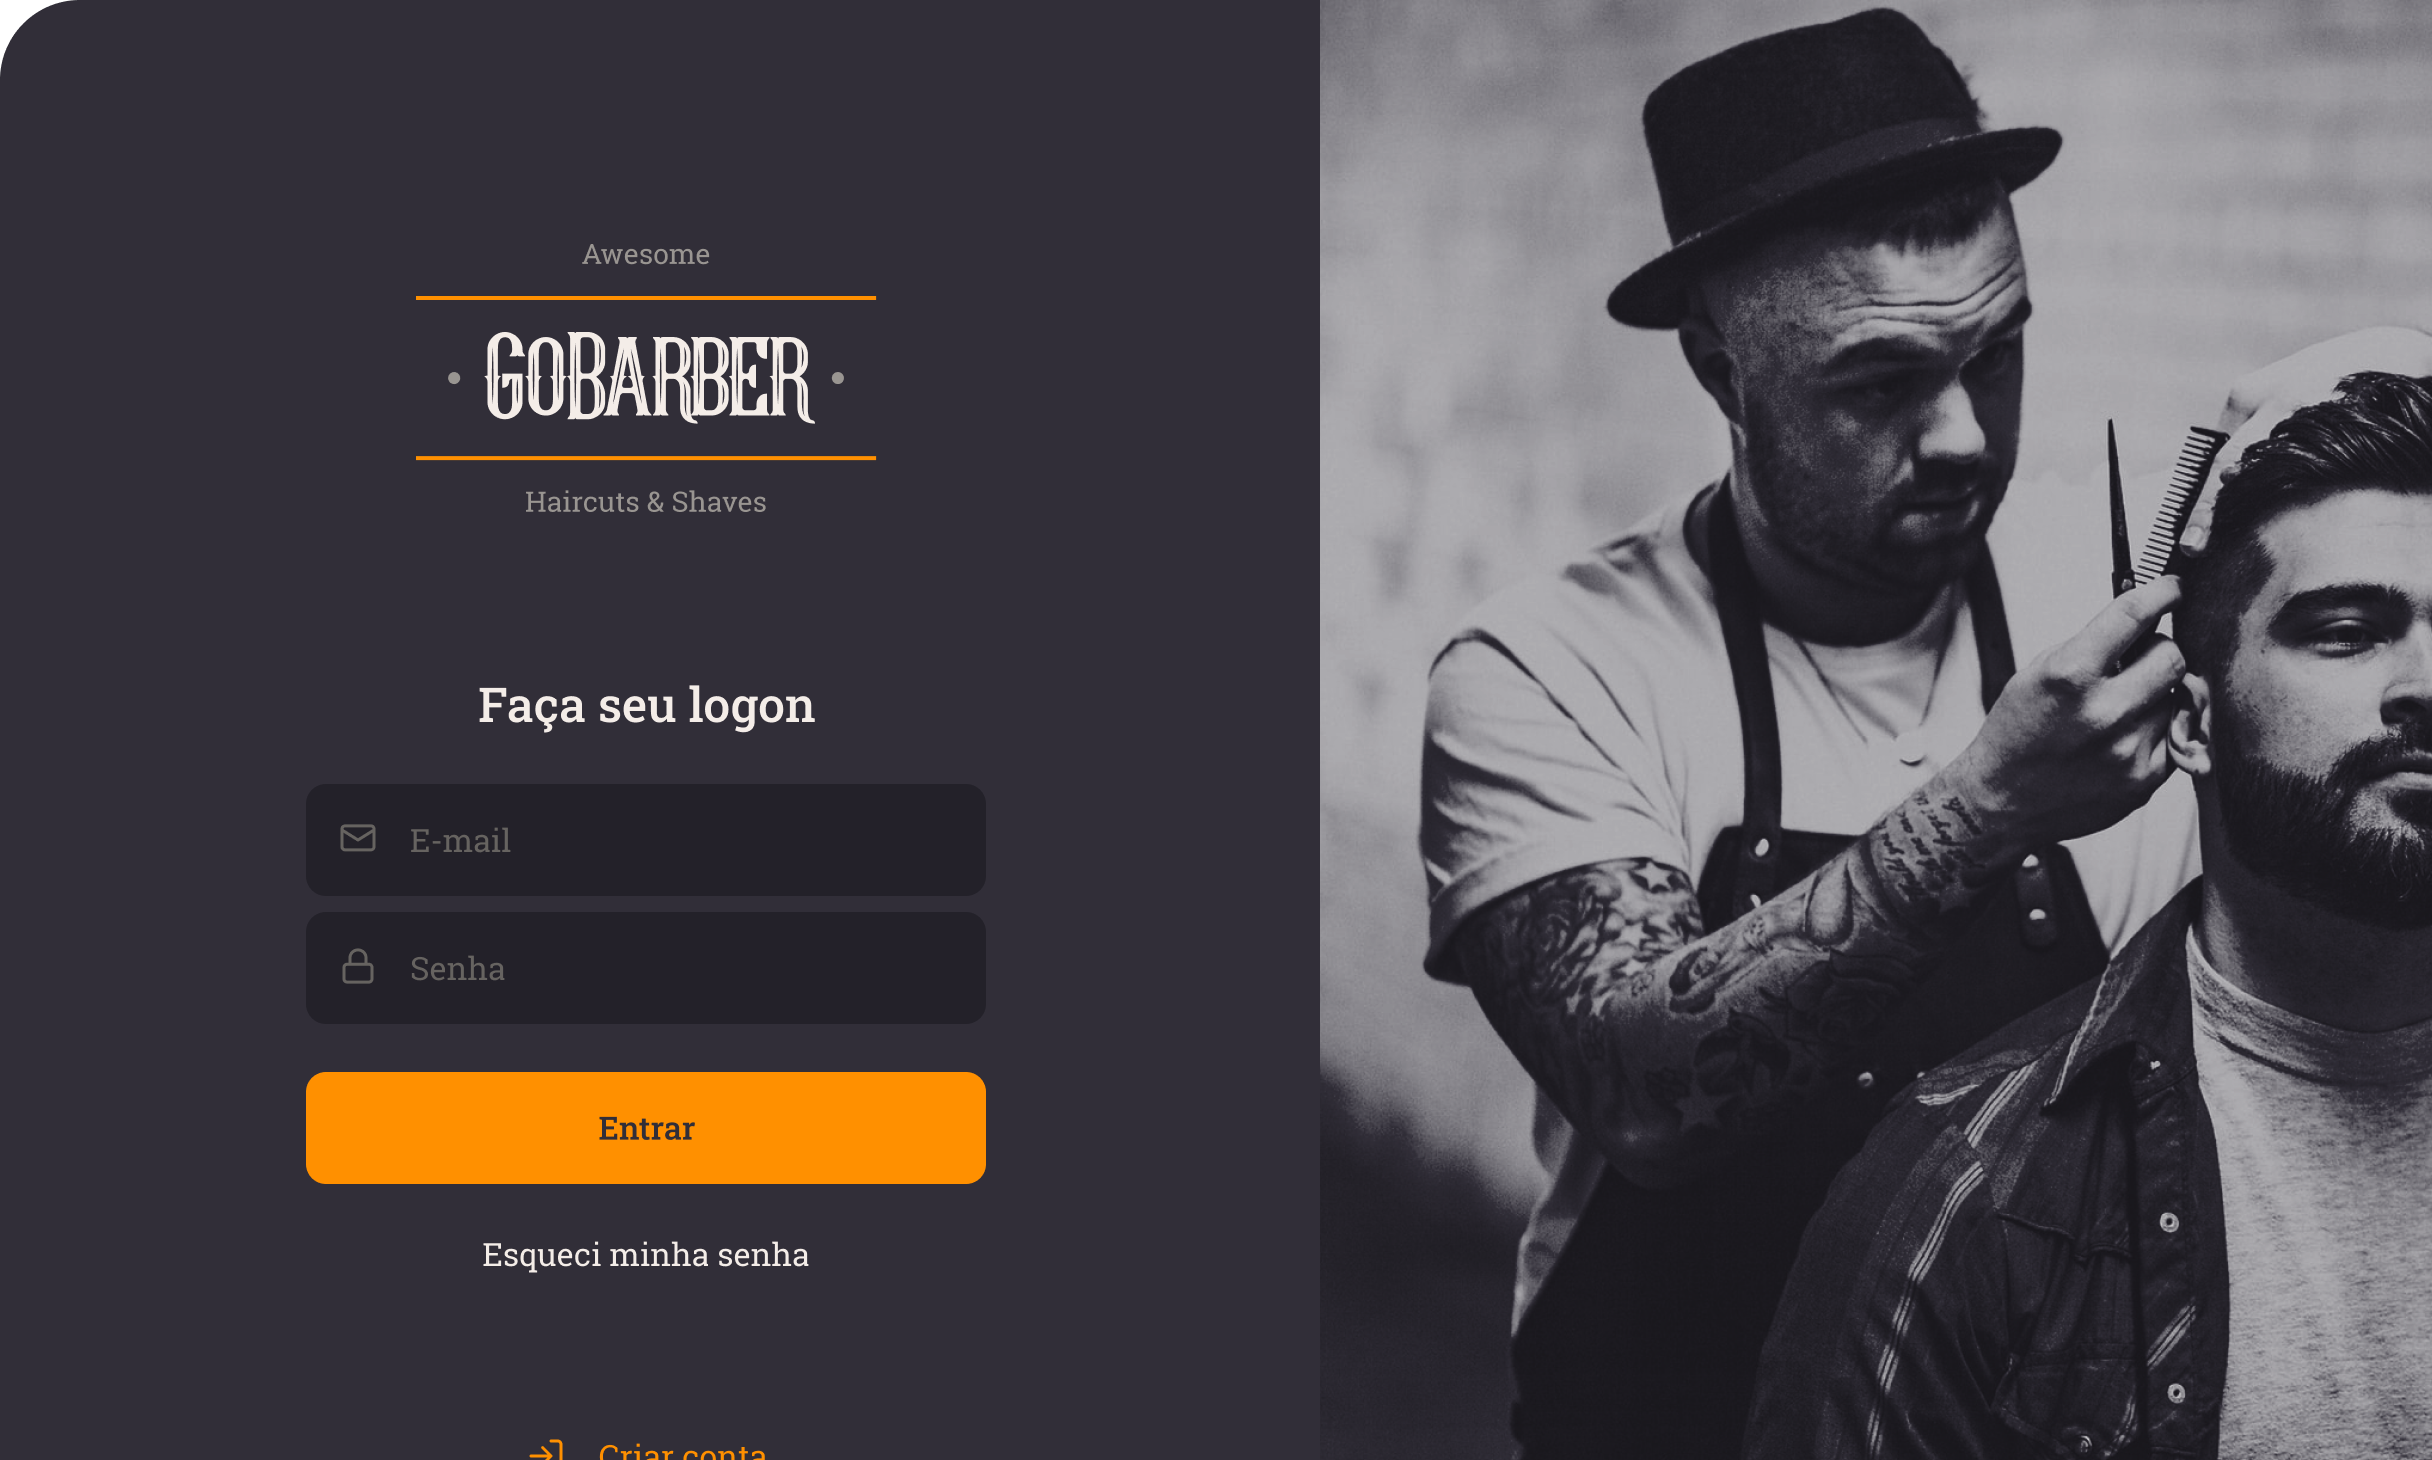 Awesome
GOBARBER
Haircuts & Shaves
Faça seu logon
E-mail
Senha
Entrar
Esqueci minha senha
Criar conta